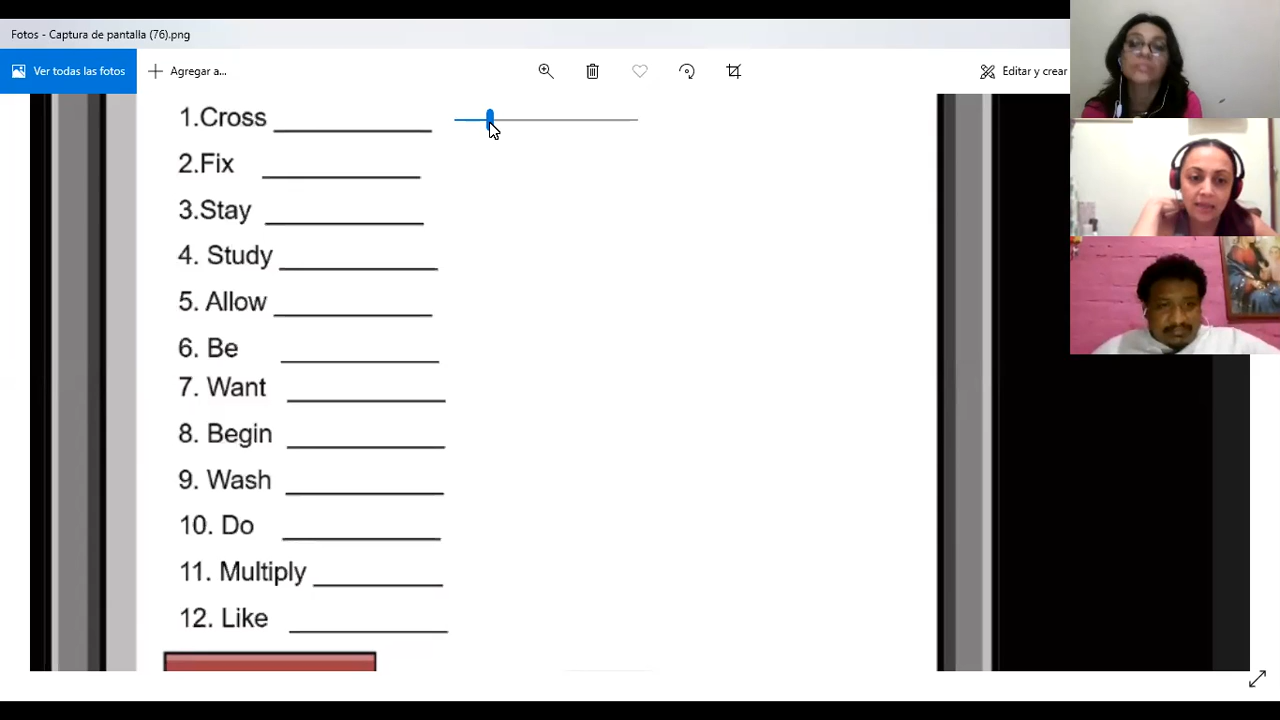 Fotos - Captura de pantalla (76).png
Ver todas las fotos
Agregar a...
Editar y crear
1.Cross
2.Fix
3.Stay
4. Study
5. Allow
6. Be
7. Want
8. Begin
9. Wash
10. Do
11. Multiply
12. Like